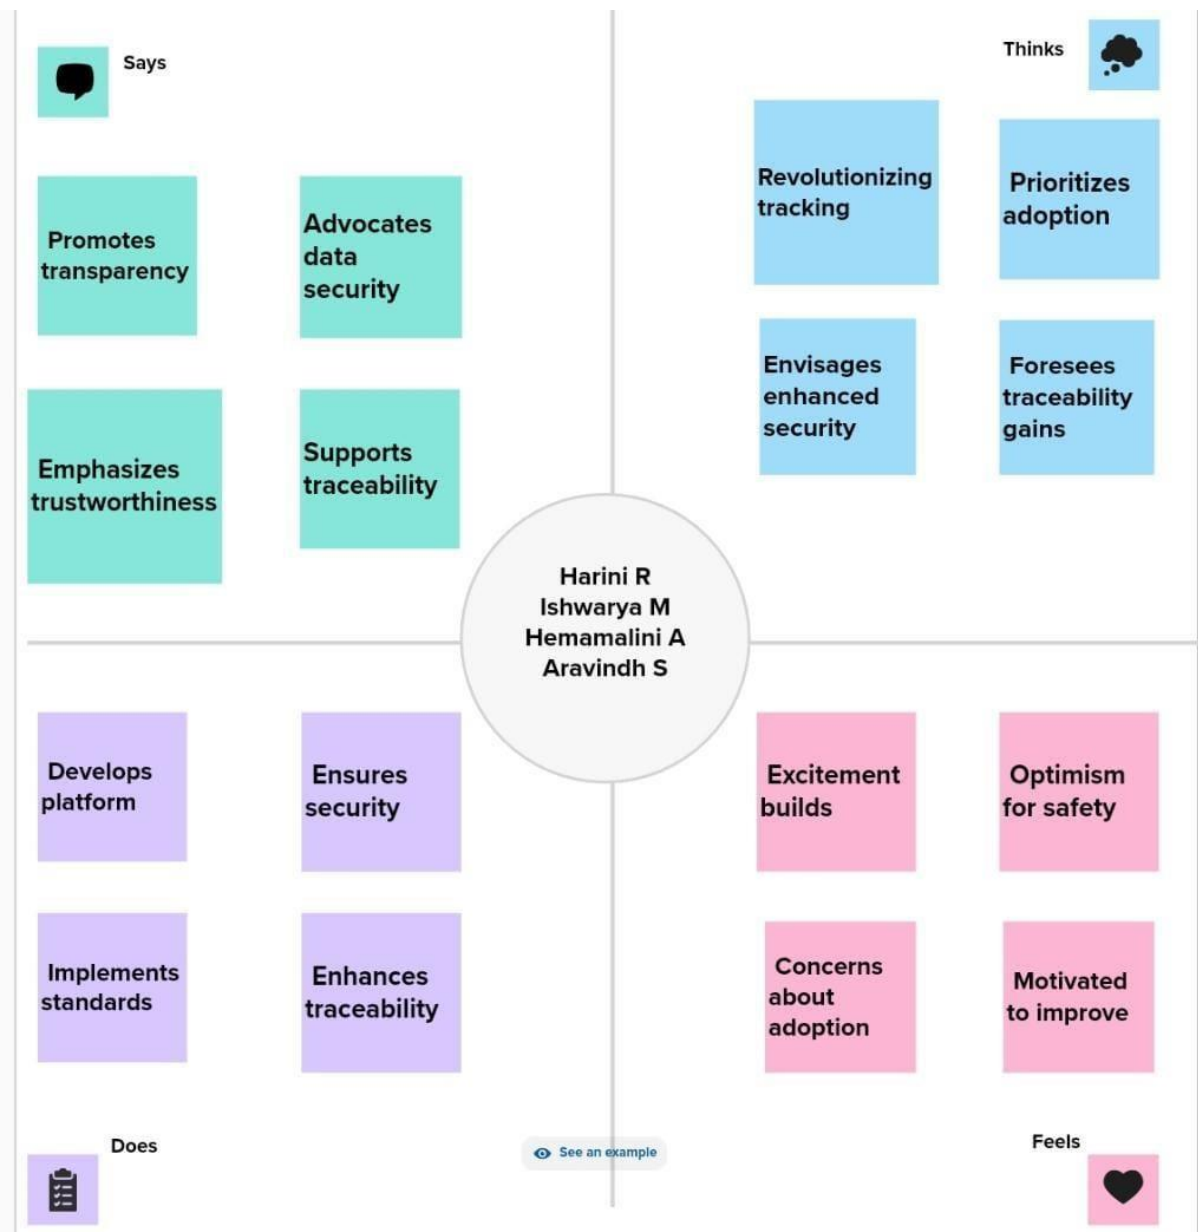 Says
Promotes
transparency
Advocates
data
security
Emphasizes
trustworthiness
Supports
traceability
Thinks
Revolutionizing
tracking
Prioritizes
adoption
Envisages
enhanced
security
Foresees
traceability
gains
Harini R
Ishwarya M
Hemamalini A
Aravindh S
Develops
platform
Ensures
security
Implements
standards
Enhances
traceability
Does
Excitement
builds
Optimism
for safety
Concerns
about
adoption
Motivated
to improve
Feels
See an example